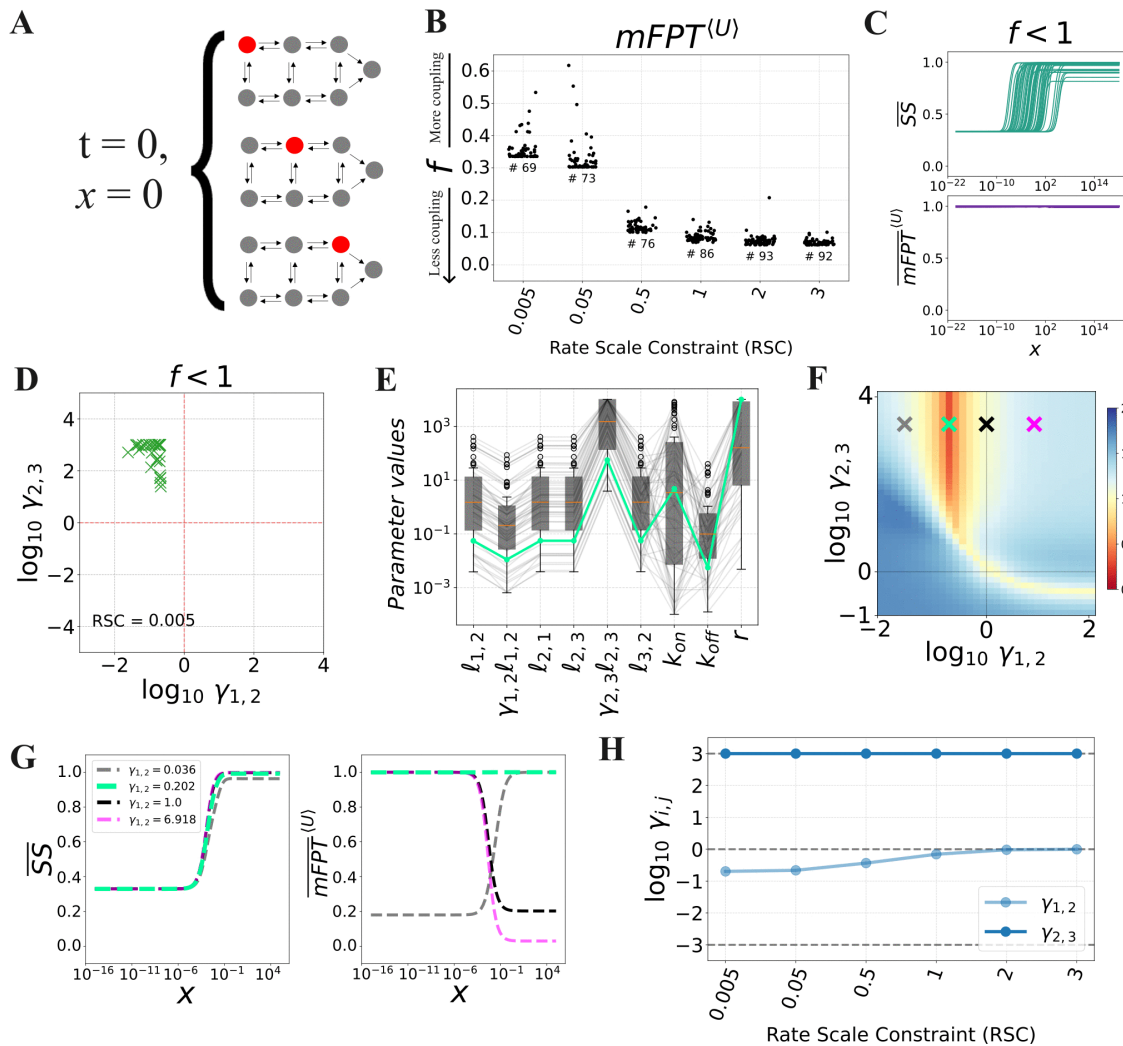 A
t = 0,
x = 0
B
mFPT⟨U⟩
More coupling
f
Less coupling
0.6
0.5
0.4
0.3
0.2
0.1
0.0
# 69
# 73
# 76
# 86
# 93
# 92
0.005
0.05
0.5
1
2
3
Rate Scale Constraint (RSC)
C
f < 1
SS
1.0
0.5
0.0
10⁻²² 10⁻¹⁰ 10² 10¹⁴
mFPT⟨U⟩
1.0
0.5
0.0
10⁻²² 10⁻¹⁰ 10² 10¹⁴
x
D
f < 1
log₁₀ γ₂,₃
4
2
0
−2
−4
RSC = 0.005
−2 0 2 4
log₁₀ γ₁,₂
E
Parameter values
10³
10¹
10⁻¹
10⁻³
ℓ₁,₂
γ₁,₂ℓ₁,₂
ℓ₂,₁
ℓ₂,₃
γ₂,₃ℓ₂,₃
ℓ₃,₂
kₒₙ
k_off
r
F
log₁₀ γ₂,₃
4
0
−1
−2 0 2
log₁₀ γ₁,₂
G
SS
1.0
0.8
0.6
0.4
0.2
0.0
γ₁,₂ = 0.036
γ₁,₂ = 0.202
γ₁,₂ = 1.0
γ₁,₂ = 6.918
10⁻¹⁶ 10⁻¹¹ 10⁻⁶ 10⁻¹ 10⁴
x
mFPT⟨U⟩
1.0
0.8
0.6
0.4
0.2
0.0
10⁻¹⁶ 10⁻¹¹ 10⁻⁶ 10⁻¹ 10⁴
x
H
log₁₀ γᵢ,ⱼ
3
2
1
0
−1
−2
−3
γ₁,₂
γ₂,₃
0.005
0.05
0.5
1
2
3
Rate Scale Constraint (RSC)